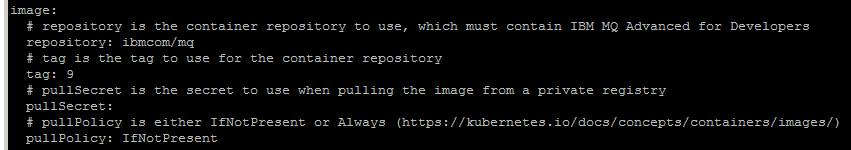 image:
  # repository is the container repository to use, which must contain IBM MQ Advanced for Developers
  repository: ibmcom/mq
  # tag is the tag to use for the container repository
  tag: 9
  # pullSecret is the secret to use when pulling the image from a private registry
  pullSecret:
  # pullPolicy is either IfNotPresent or Always (https://kubernetes.io/docs/concepts/containers/images/)
  pullPolicy: IfNotPresent